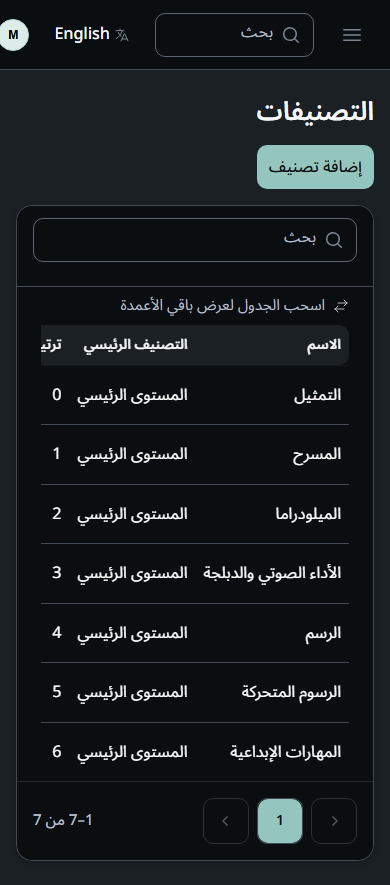 بحث English M
التصنيفات
إضافة تصنيف
بحث
اسحب الجدول لعرض باقي الأعمدة
الاسم التصنيف الرئيسي ترتي
التمثيل المستوى الرئيسي 0
المسرح المستوى الرئيسي 1
الميلودراما المستوى الرئيسي 2
الأداء الصوتي والدبلجة المستوى الرئيسي 3
الرسم المستوى الرئيسي 4
الرسوم المتحركة المستوى الرئيسي 5
المهارات الإبداعية المستوى الرئيسي 6
1 1–7 من 7